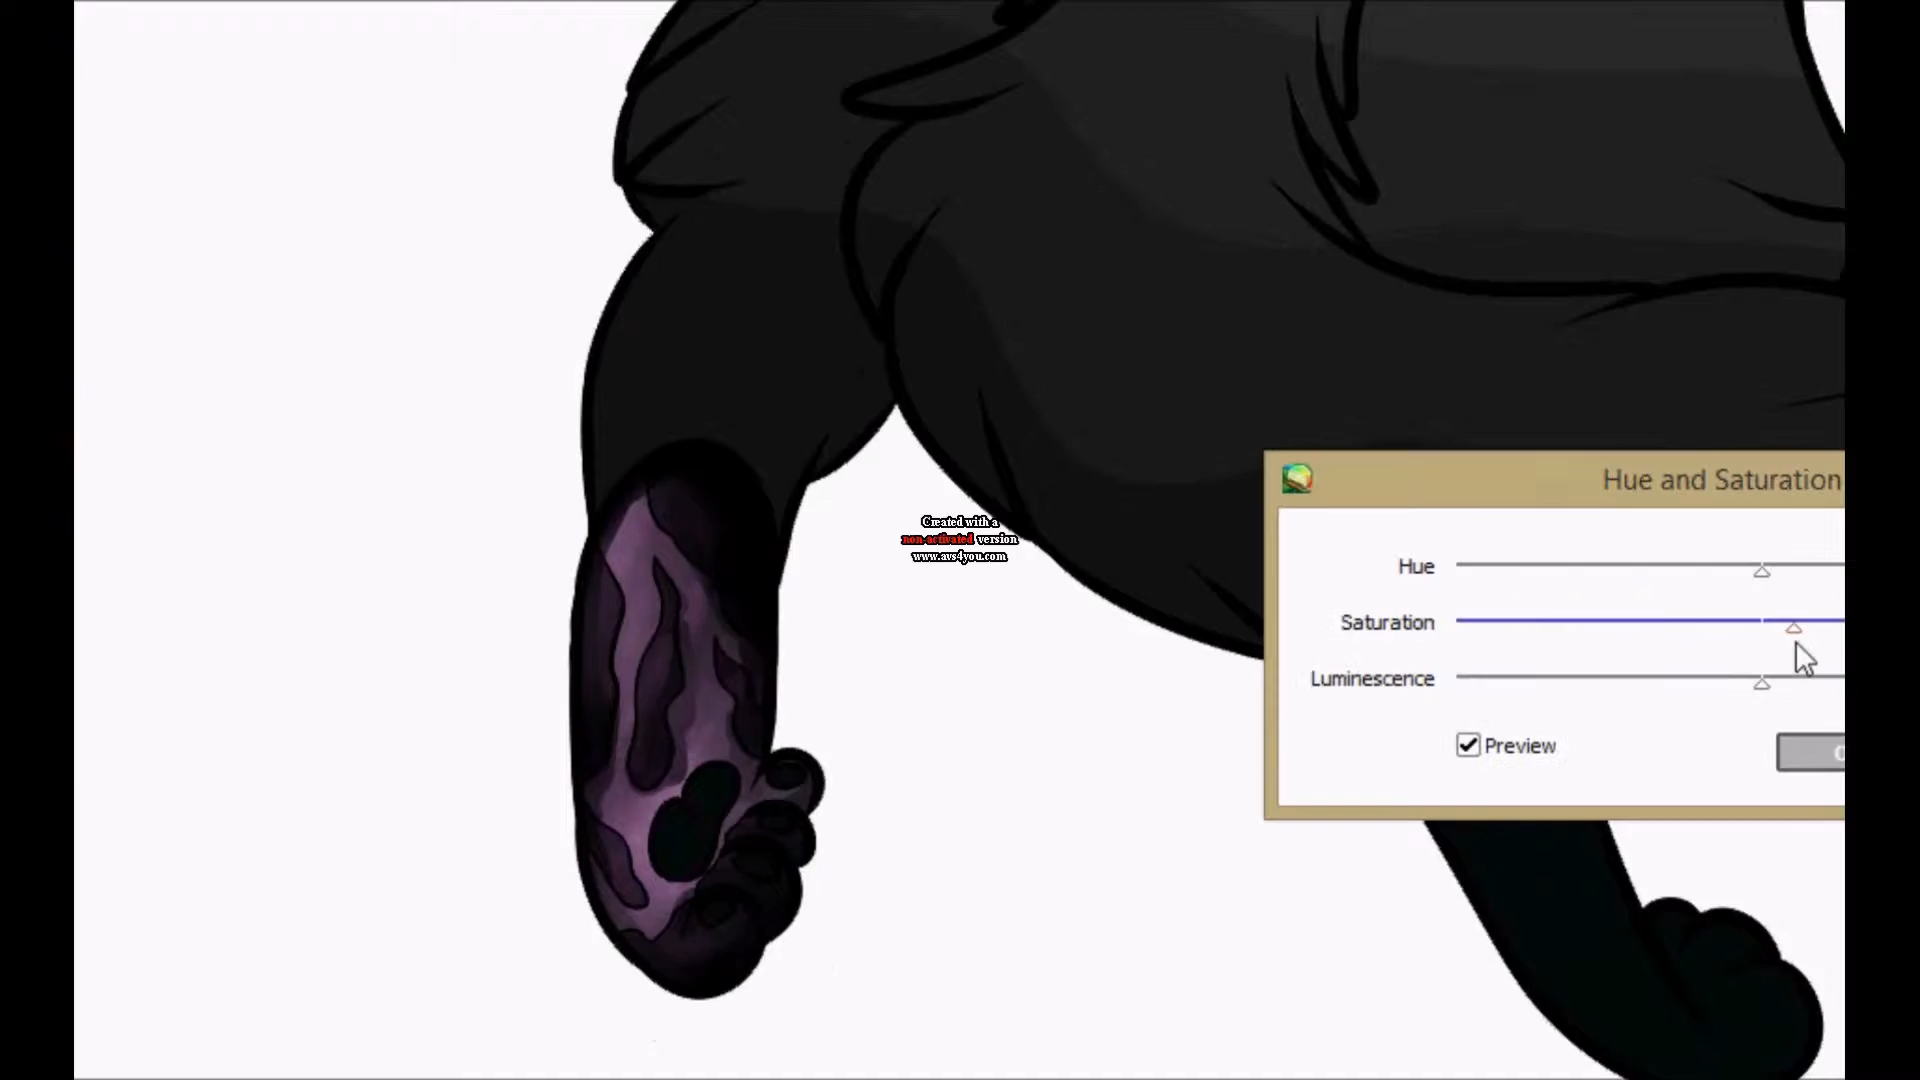 Created with a
non-activated version
www.avs4you.com
Hue and Saturation
Hue
Saturation
Luminescence
Preview